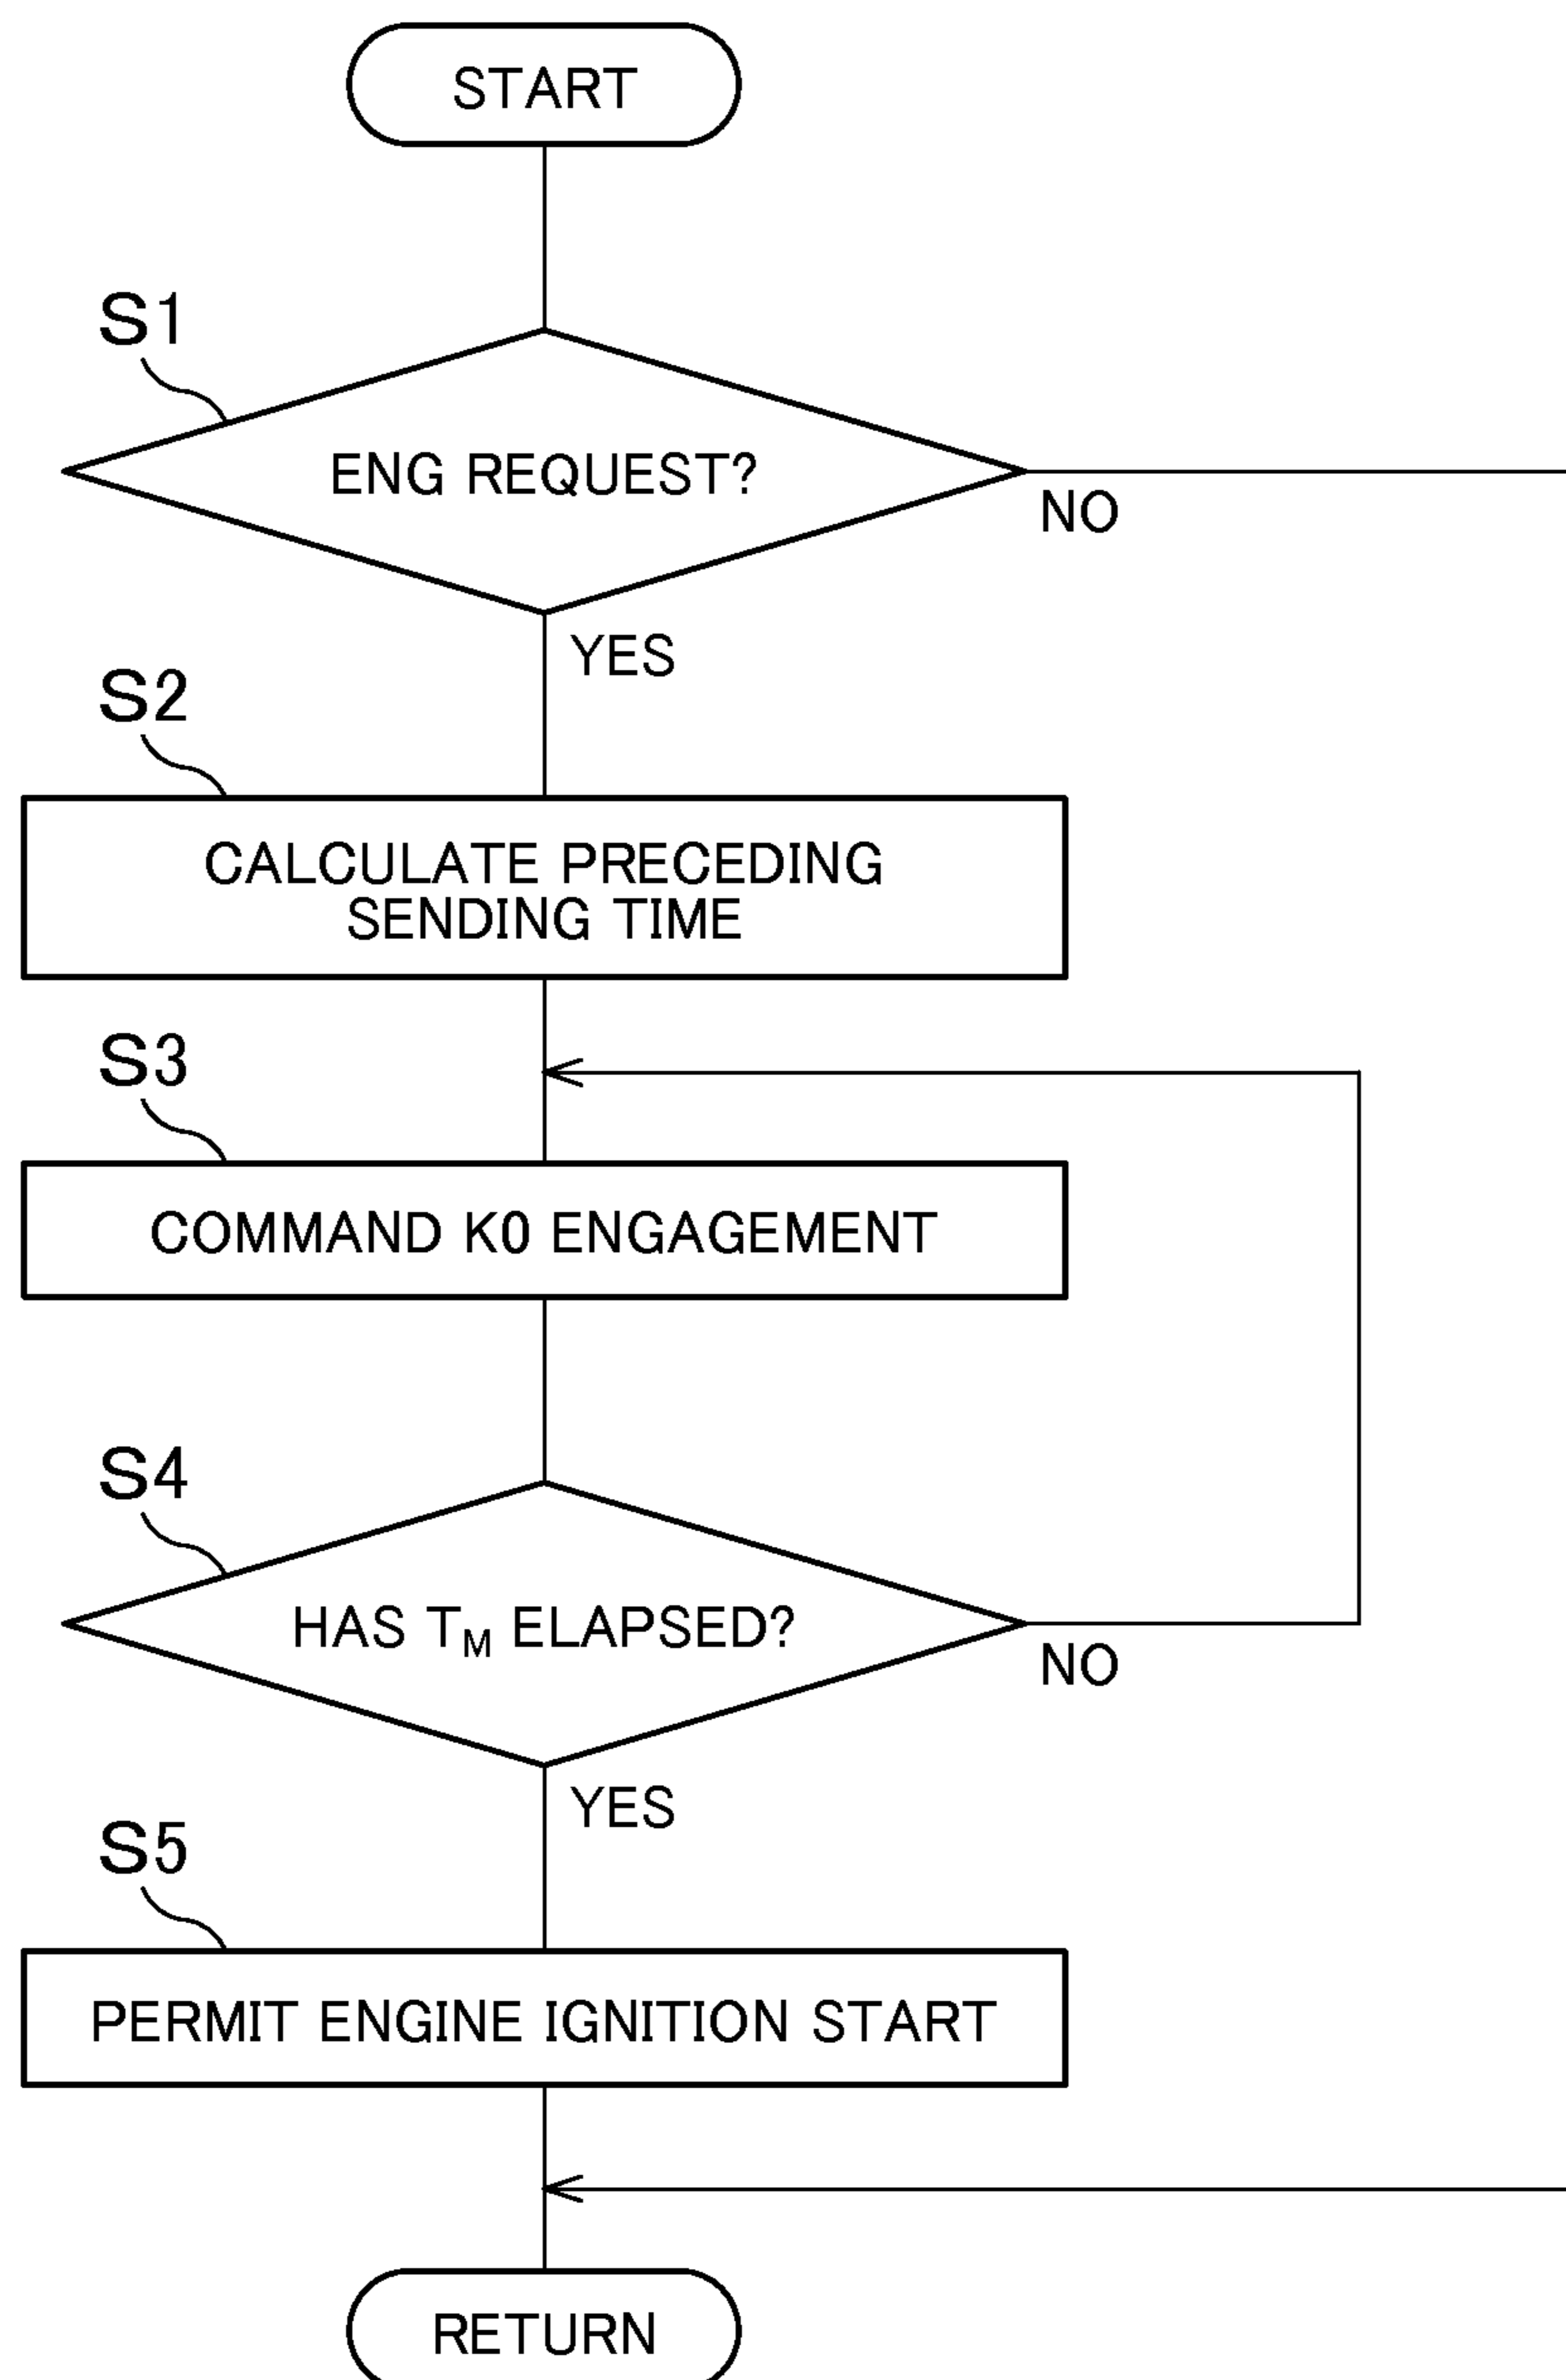 START
S1
ENG REQUEST?
NO
YES
S2
CALCULATE PRECEDING
SENDING TIME
S3
COMMAND K0 ENGAGEMENT
S4
HAS TM ELAPSED?
NO
YES
S5
PERMIT ENGINE IGNITION START
RETURN